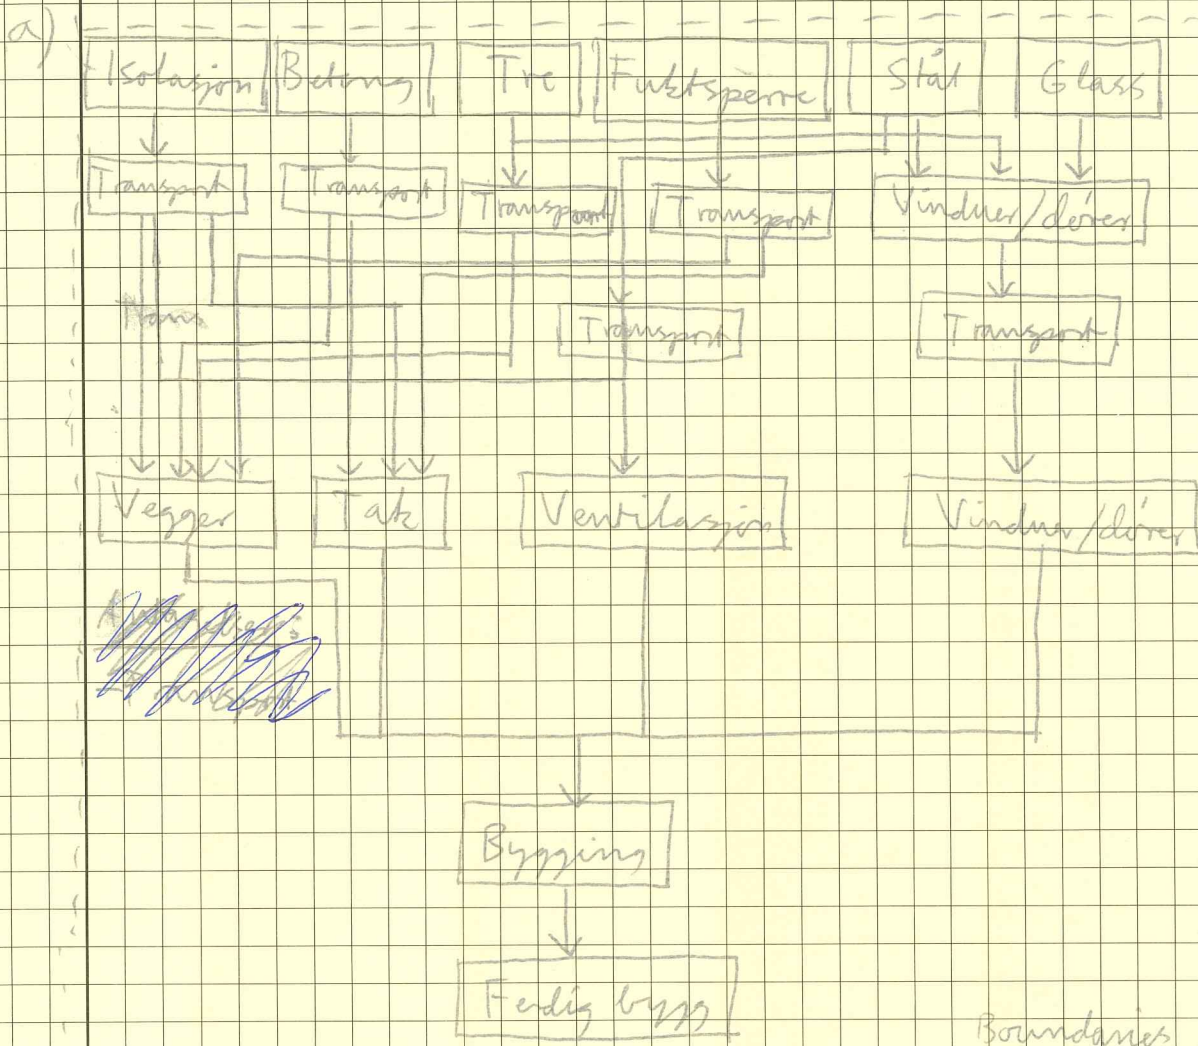 a)
Isolasjon Betong Tre Fuktsperre Stål Glass
Transport Transport Transport Transport Vinduer/dører
Trans Transport Transport
Vegger Tak Ventilasjon Vinduer/dører
Bygging
Ferdig bygg
Boundaries